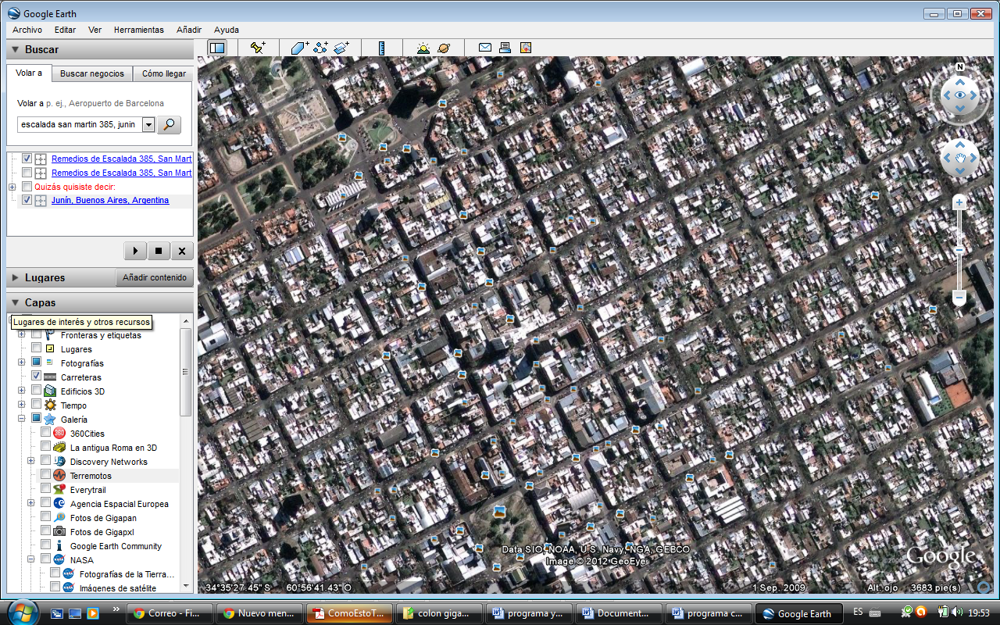 Google Earth
Archivo Editar Ver Herramientas Añadir Ayuda
Buscar
Volar a Buscar negocios Cómo llegar
Volar a p. ej., Aeropuerto de Barcelona
escalada san martin 385, junin
Remedios de Escalada 385, San Mart
Remedios de Escalada 385, San Mart
Quizás quisiste decir:
Junín, Buenos Aires, Argentina
Lugares Añadir contenido
Capas
Lugares de interés y otros recursos
Fronteras y etiquetas
Lugares
Fotografías
Carreteras
Edificios 3D
Tiempo
Galería
360 360Cities
La antigua Roma en 3D
Discovery Networks
Terremotos
Everytrail
Agencia Espacial Europea
Fotos de Gigapan
Fotos de Gigapxl
Google Earth Community
NASA
Fotografías de la Tierra...
Imágenes de satélite
N
Data SIO, NOAA, U.S. Navy, NGA, GEBCO
Image © 2012 GeoEye
Google
34°35'27.45" S 60°56'41.43" O 1 Sep. 2009 Alt. ojo 3683 pie(s)
Correo - Fi... Nuevo men... ComoEstoT... colon giga... programa y... Document... programa c... Google Earth ES 19:53